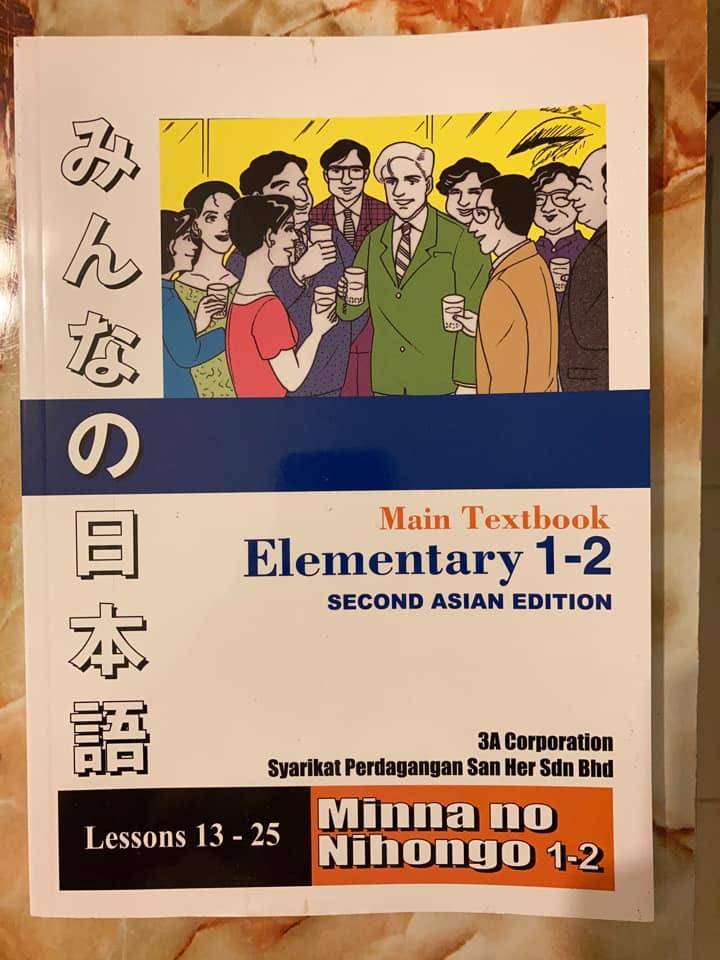 みんなの日本語
Main Textbook
Elementary 1-2
SECOND ASIAN EDITION
3A Corporation
Syarikat Perdagangan San Her Sdn Bhd
Lessons 13 - 25
Minna no
Nihongo 1-2